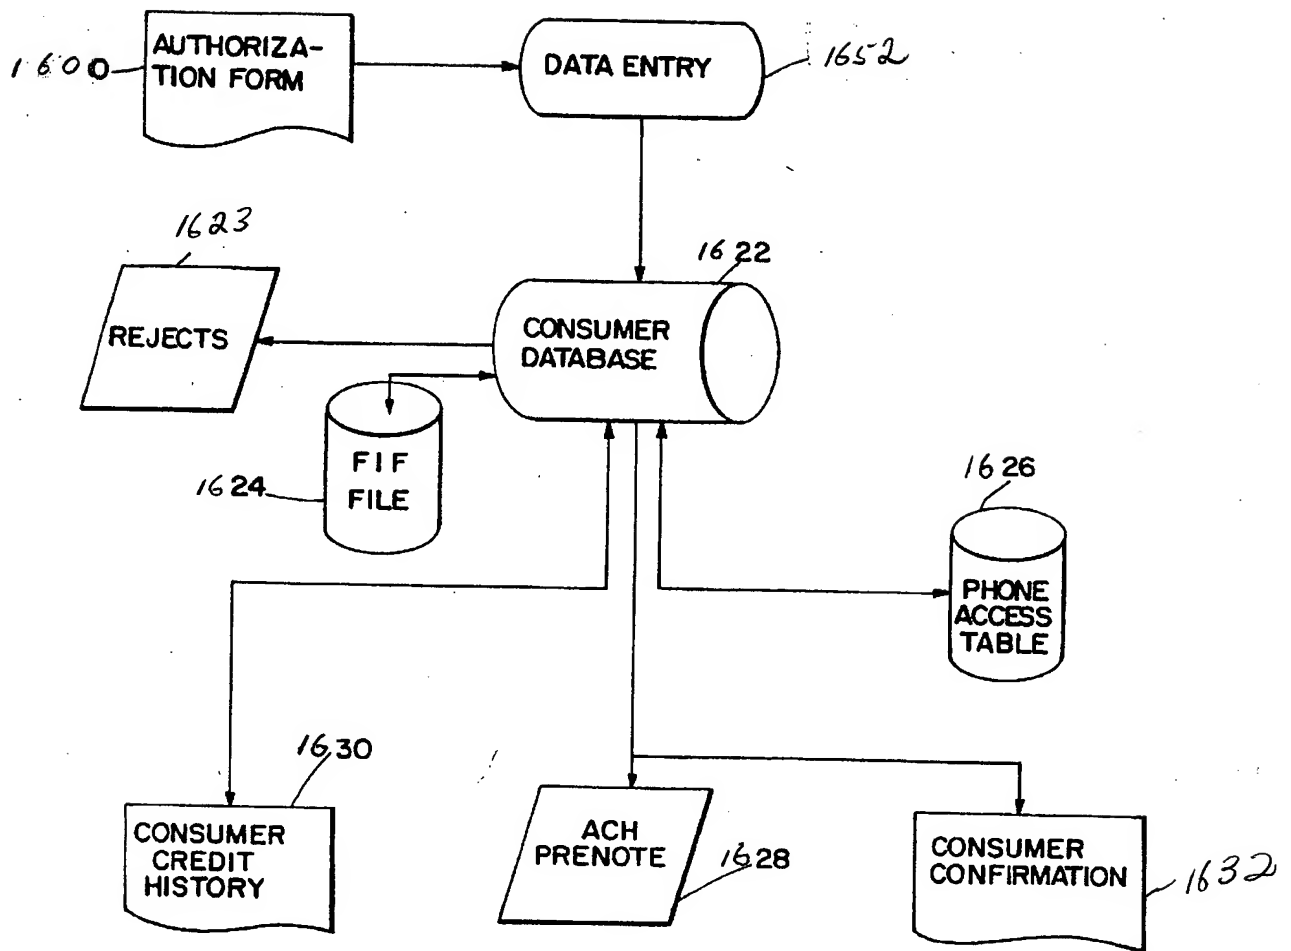 1600
AUTHORIZA-
TION FORM
DATA ENTRY
1652
1623
REJECTS
1622
CONSUMER
DATABASE
FIF
FILE
1624
1626
PHONE
ACCESS
TABLE
1630
CONSUMER
CREDIT
HISTORY
ACH
PRENOTE
1628
CONSUMER
CONFIRMATION
1632